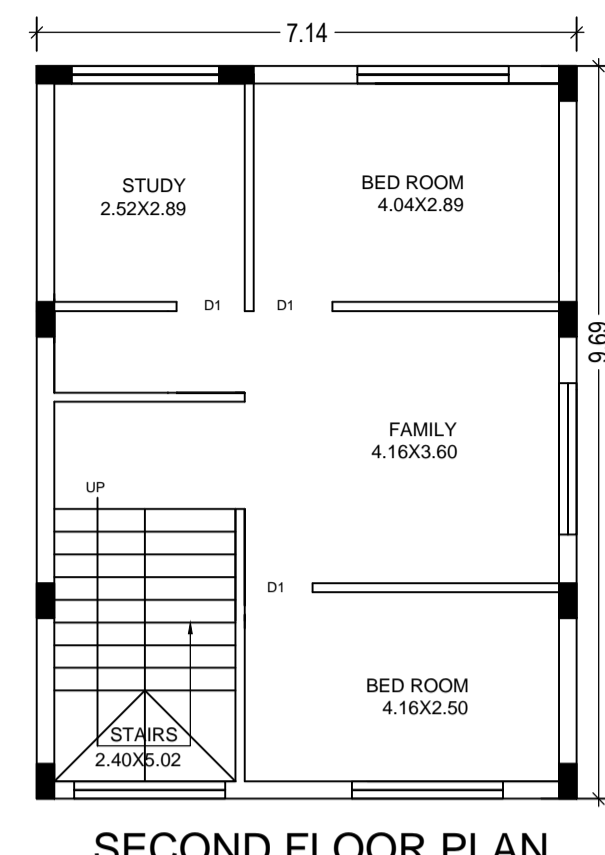 7.14
STUDY
2.52X2.89
BED ROOM
4.04X2.89
D1
D1
9.69
FAMILY
4.16X3.60
UP
D1
BED ROOM
4.16X2.50
STAIRS
2.40X5.02
SECOND FLOOR PLAN